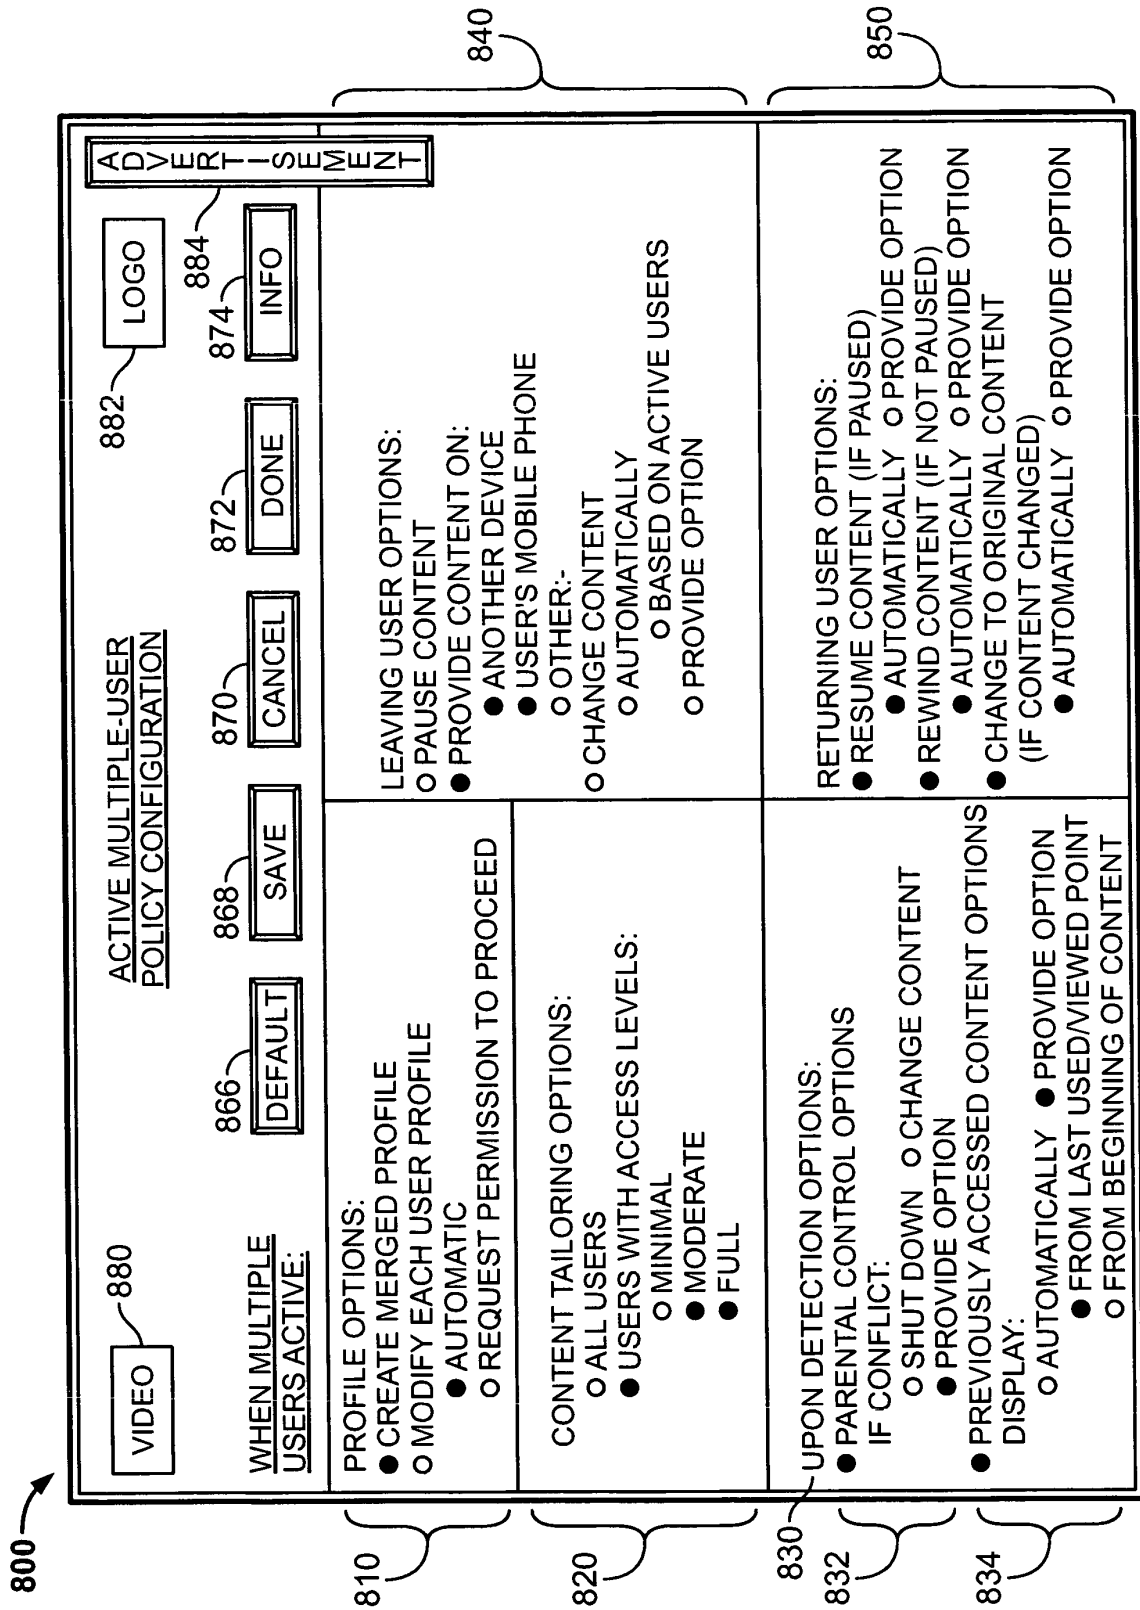 800
ACTIVE MULTIPLE-USER
POLICY CONFIGURATION
VIDEO
880
LOGO
882
ADVERTISEMENT
884
WHEN MULTIPLE
USERS ACTIVE:
866
DEFAULT
868
SAVE
870
CANCEL
872
DONE
874
INFO
810
PROFILE OPTIONS:
● CREATE MERGED PROFILE
○ MODIFY EACH USER PROFILE
● AUTOMATIC
○ REQUEST PERMISSION TO PROCEED
820
CONTENT TAILORING OPTIONS:
○ ALL USERS
● USERS WITH ACCESS LEVELS:
○ MINIMAL
● MODERATE
● FULL
840
LEAVING USER OPTIONS:
○ PAUSE CONTENT
● PROVIDE CONTENT ON:
● ANOTHER DEVICE
● USER'S MOBILE PHONE
○ OTHER:-
○ CHANGE CONTENT
○ AUTOMATICALLY
○ BASED ON ACTIVE USERS
○ PROVIDE OPTION
830
UPON DETECTION OPTIONS:
832
● PARENTAL CONTROL OPTIONS
IF CONFLICT:
○ SHUT DOWN ○ CHANGE CONTENT
● PROVIDE OPTION
834
● PREVIOUSLY ACCESSED CONTENT OPTIONS
DISPLAY:
○ AUTOMATICALLY ● PROVIDE OPTION
● FROM LAST USED/VIEWED POINT
○ FROM BEGINNING OF CONTENT
850
RETURNING USER OPTIONS:
● RESUME CONTENT (IF PAUSED)
● AUTOMATICALLY ○ PROVIDE OPTION
● REWIND CONTENT (IF NOT PAUSED)
● AUTOMATICALLY ○ PROVIDE OPTION
● CHANGE TO ORIGINAL CONTENT
(IF CONTENT CHANGED)
● AUTOMATICALLY ○ PROVIDE OPTION